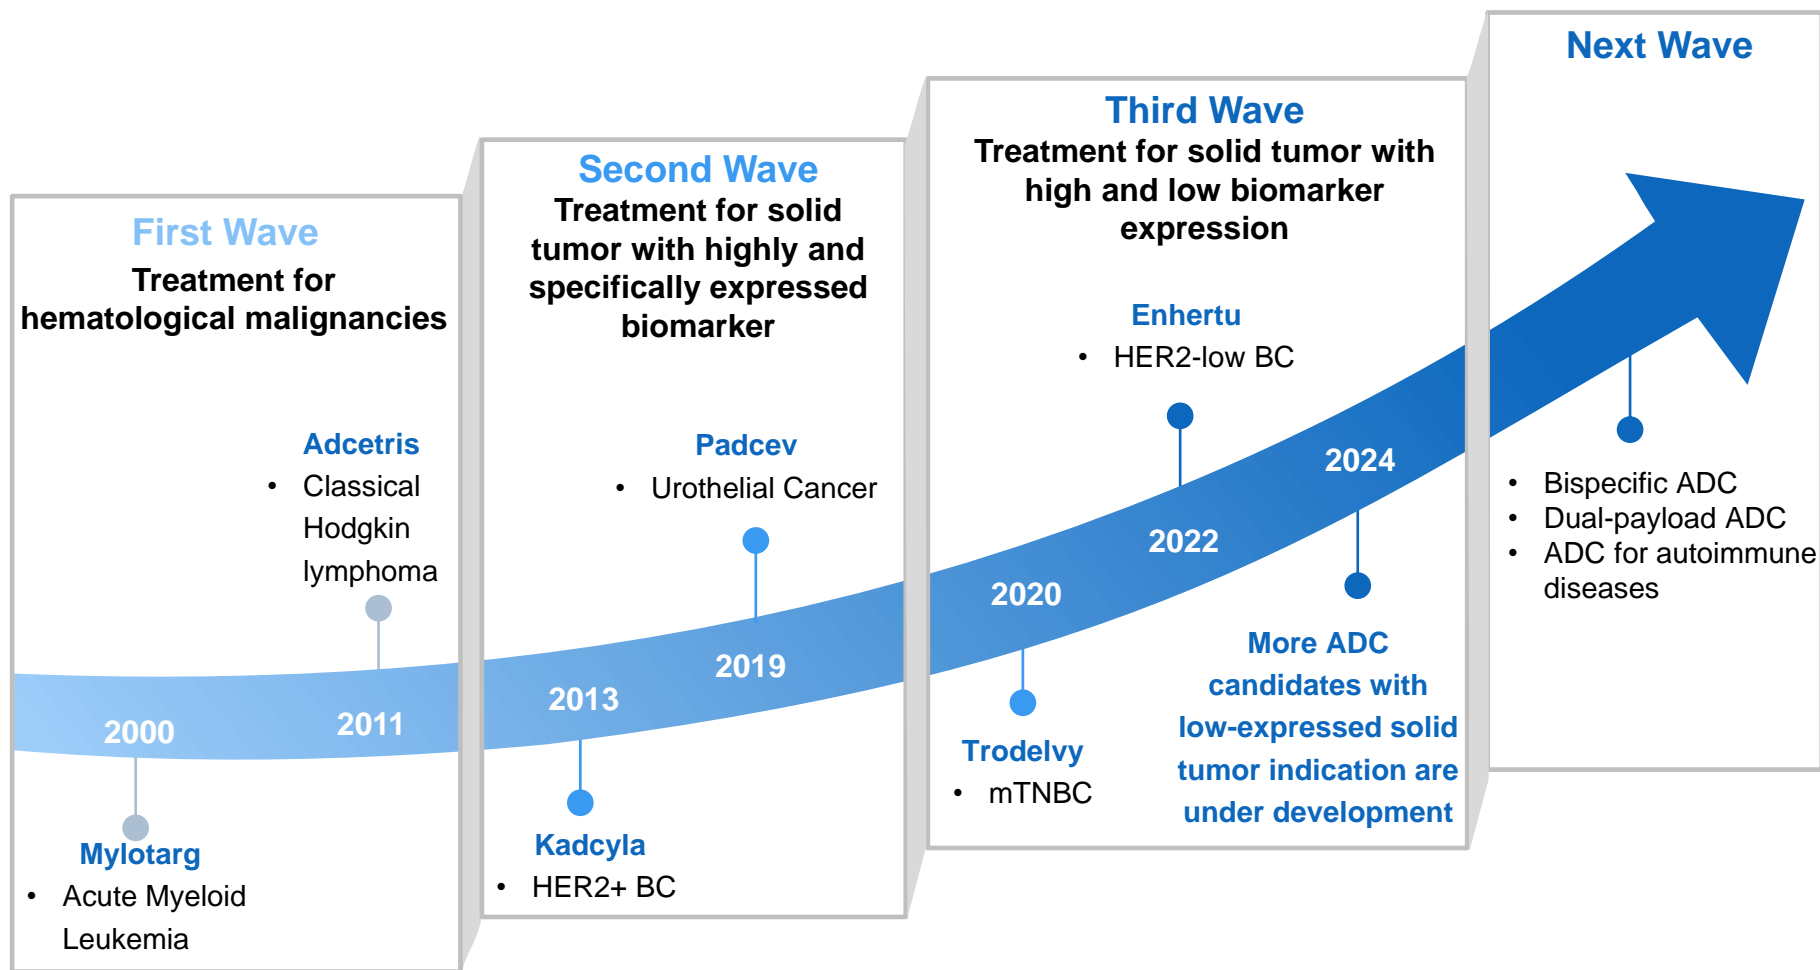 First Wave
Treatment for
hematological malignancies
Adcetris
• Classical
Hodgkin
lymphoma
2000
2011
Mylotarg
• Acute Myeloid
Leukemia
Second Wave
Treatment for solid
tumor with highly and
specifically expressed
biomarker
Padcev
• Urothelial Cancer
2013
2019
Kadcyla
• HER2+ BC
Third Wave
Treatment for solid tumor with
high and low biomarker
expression
Enhertu
• HER2-low BC
2020
2022
2024
Trodelvy
• mTNBC
More ADC
candidates with
low-expressed solid
tumor indication are
under development
Next Wave
• Bispecific ADC
• Dual-payload ADC
• ADC for autoimmune
diseases